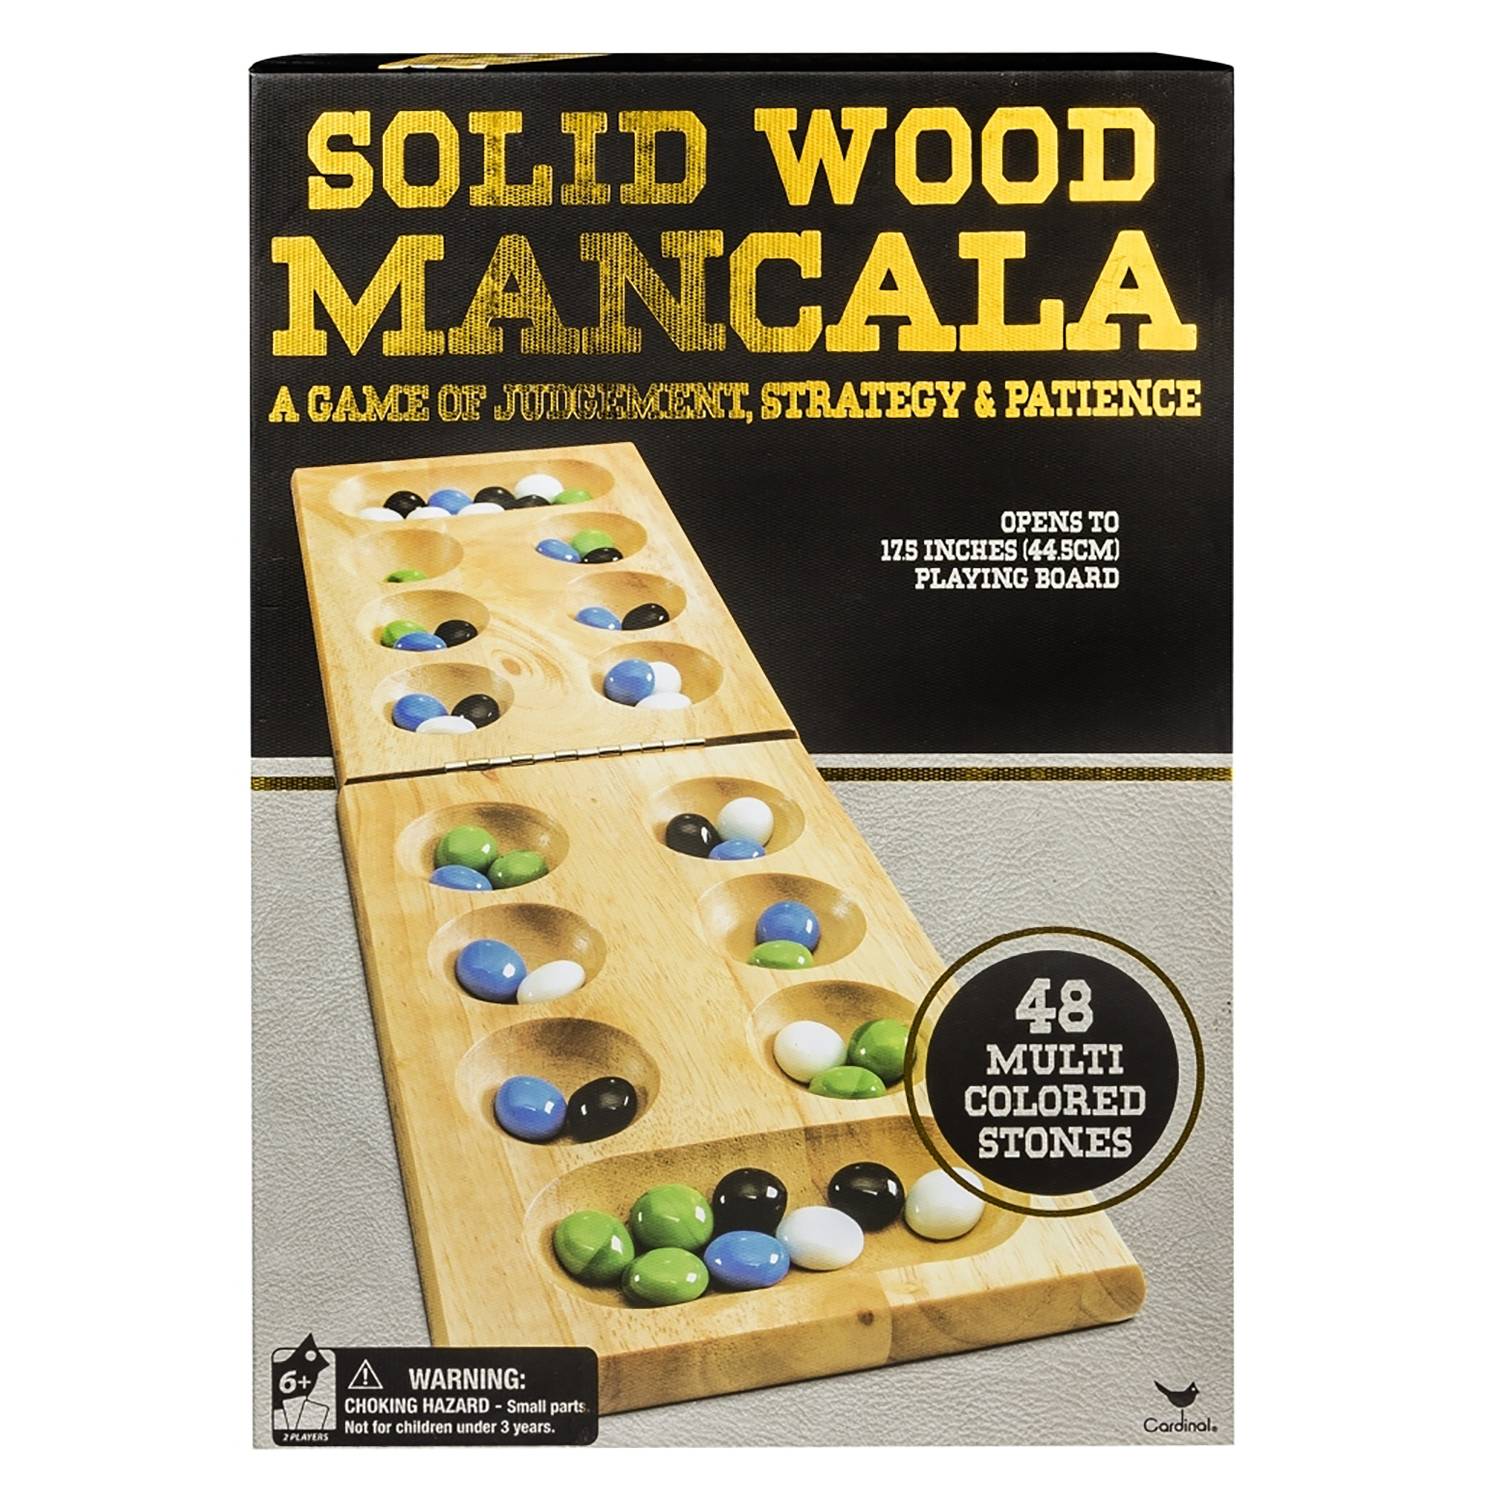 SOLID WOOD
MANCALA
A GAME OF JUDGEMENT, STRATEGY & PATIENCE
OPENS TO
17.5 INCHES (44.5CM)
PLAYING BOARD
48
MULTI
COLORED
STONES
6+
2 PLAYERS
WARNING:
CHOKING HAZARD - Small parts.
Not for children under 3 years.
Cardinal®